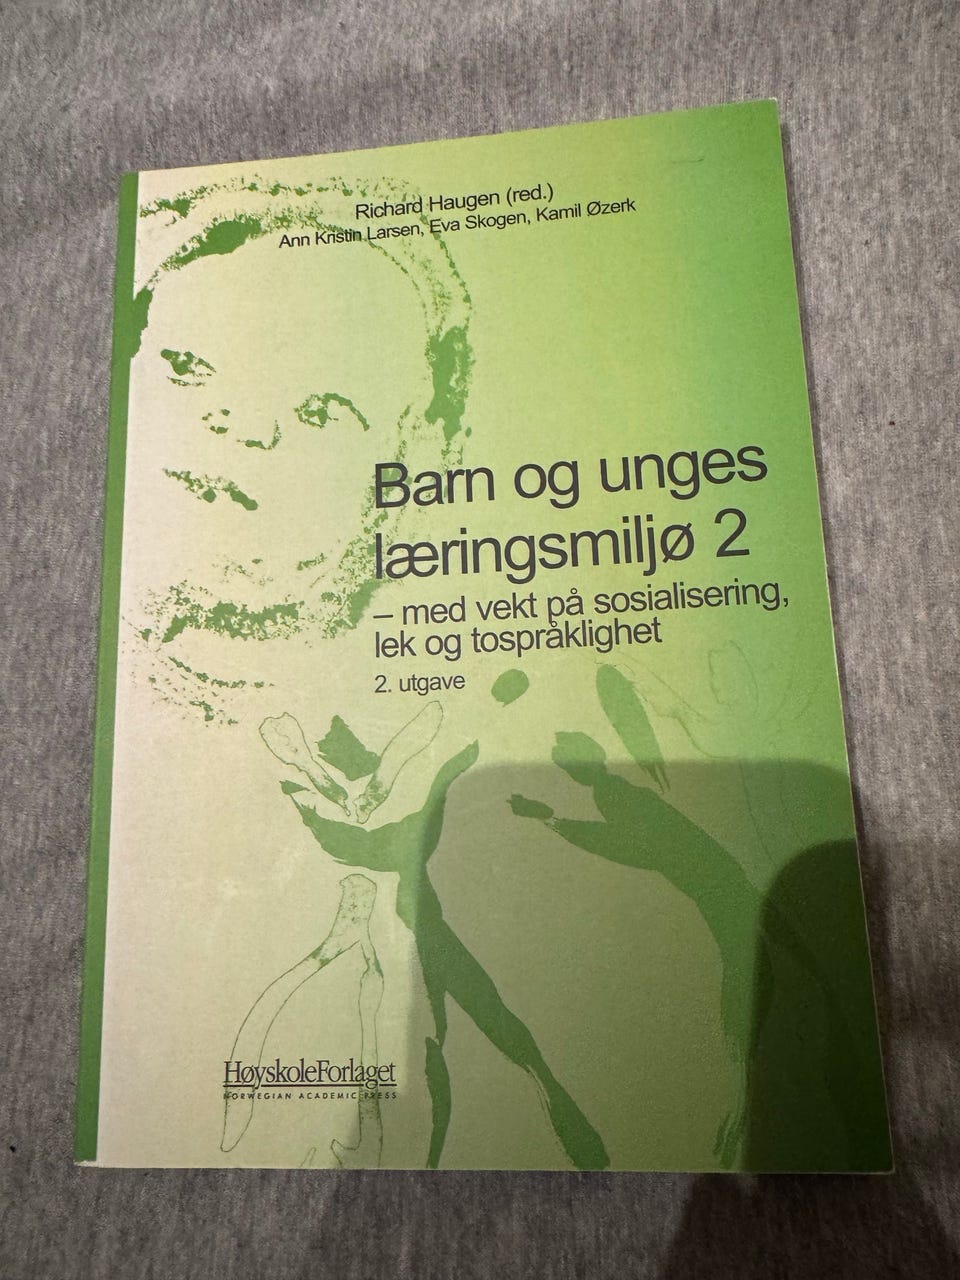 Richard Haugen (red.)
Ann Kristin Larsen, Eva Skogen, Kamil Øzerk
Barn og unges
læringsmiljø 2
– med vekt på sosialisering,
lek og tospråklighet
2. utgave
HøyskoleForlaget
NORWEGIAN ACADEMIC PRESS